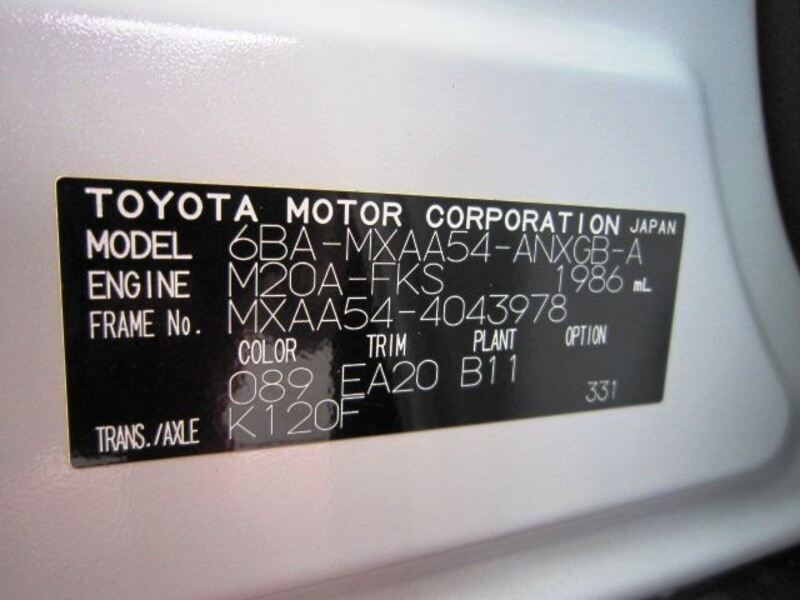 TOYOTA MOTOR CORPORATION JAPAN
MODEL 6BA-MXAA54-ANXGB-A
ENGINE M20A-FKS 1986 mL
FRAME No. MXAA54-4043978
COLOR TRIM PLANT OPTION
089 EA20 B11 331
TRANS./AXLE K120F